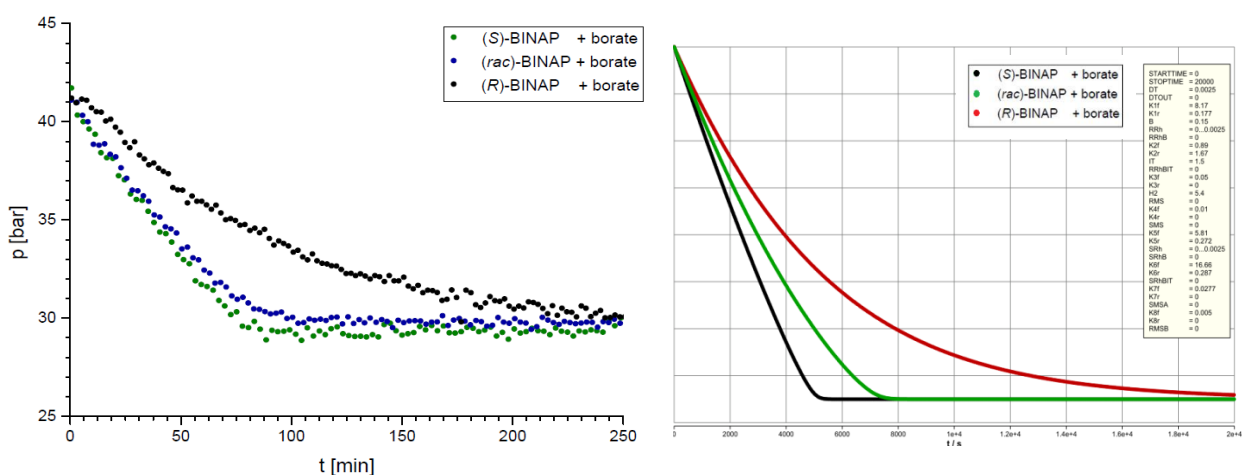 45
40
35
30
25
p [bar]
0
50
100
150
200
250
t [min]
(S)-BINAP + borate
(rac)-BINAP + borate
(R)-BINAP + borate
(S)-BINAP + borate
(rac)-BINAP + borate
(R)-BINAP + borate
STARTTIME = 0
STOPTIME = 20000
DT = 0.0025
DTOUT = 0
K1f = 8.17
K1r = 0.177
B = 0.15
RRh = 0...0.0025
RRhB = 0
K2f = 0.89
K2r = 1.67
IT = 1.5
RRhBIT = 0
K3f = 0.05
K3r = 0
H2 = 5.4
RMS = 0
K4f = 0.01
K4r = 0
SMS = 0
K5f = 5.81
K5r = 0.272
SRh = 0...0.0025
SRhB = 0
K6f = 16.66
K6r = 0.287
SRhBIT = 0
K7f = 0.0277
K7r = 0
SMSA = 0
K8f = 0.005
K8r = 0
RMSB = 0
0
2000
4000
6000
8000
1e+4
1.2e+4
1.4e+4
1.6e+4
1.8e+4
2e+4
t / s